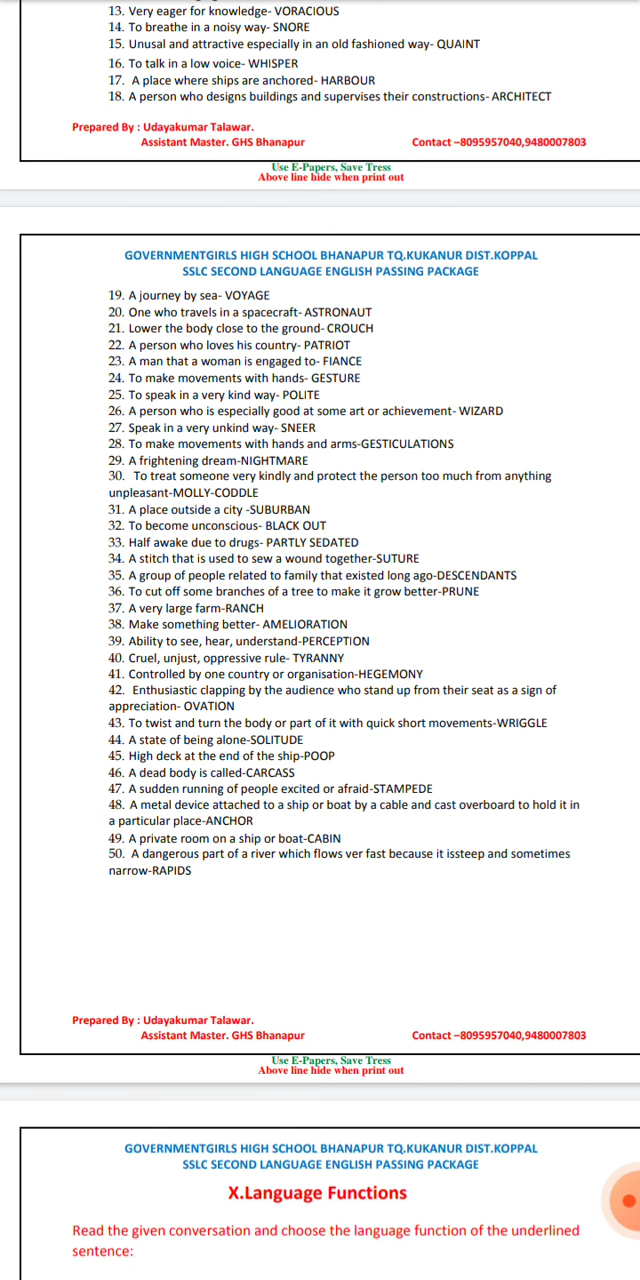 13. Very eager for knowledge- VORACIOUS
14. To breathe in a noisy way- SNORE
15. Unusal and attractive especially in an old fashioned way- QUAINT
16. To talk in a low voice- WHISPER
17.  A place where ships are anchored- HARBOUR
18. A person who designs buildings and supervises their constructions- ARCHITECT
Prepared By : Udayakumar Talawar.
Assistant Master. GHS Bhanapur Contact –8095957040,9480007803
Use E-Papers, Save Tress
Above line hide when print out
GOVERNMENTGIRLS HIGH SCHOOL BHANAPUR TQ.KUKANUR DIST.KOPPAL
SSLC SECOND LANGUAGE ENGLISH PASSING PACKAGE
19. A journey by sea- VOYAGE
20. One who travels in a spacecraft- ASTRONAUT
21. Lower the body close to the ground- CROUCH
22. A person who loves his country- PATRIOT
23. A man that a woman is engaged to- FIANCE
24. To make movements with hands- GESTURE
25. To speak in a very kind way- POLITE
26. A person who is especially good at some art or achievement- WIZARD
27. Speak in a very unkind way- SNEER
28. To make movements with hands and arms-GESTICULATIONS
29. A frightening dream-NIGHTMARE
30.  To treat someone very kindly and protect the person too much from anything
unpleasant-MOLLY-CODDLE
31. A place outside a city -SUBURBAN
32. To become unconscious- BLACK OUT
33. Half awake due to drugs- PARTLY SEDATED
34. A stitch that is used to sew a wound together-SUTURE
35. A group of people related to family that existed long ago-DESCENDANTS
36. To cut off some branches of a tree to make it grow better-PRUNE
37. A very large farm-RANCH
38. Make something better- AMELIORATION
39. Ability to see, hear, understand-PERCEPTION
40. Cruel, unjust, oppressive rule- TYRANNY
41. Controlled by one country or organisation-HEGEMONY
42.  Enthusiastic clapping by the audience who stand up from their seat as a sign of
appreciation- OVATION
43. To twist and turn the body or part of it with quick short movements-WRIGGLE
44. A state of being alone-SOLITUDE
45. High deck at the end of the ship-POOP
46. A dead body is called-CARCASS
47. A sudden running of people excited or afraid-STAMPEDE
48. A metal device attached to a ship or boat by a cable and cast overboard to hold it in
a particular place-ANCHOR
49. A private room on a ship or boat-CABIN
50.  A dangerous part of a river which flows ver fast because it issteep and sometimes
narrow-RAPIDS
Prepared By : Udayakumar Talawar.
Assistant Master. GHS Bhanapur Contact –8095957040,9480007803
Use E-Papers, Save Tress
Above line hide when print out
GOVERNMENTGIRLS HIGH SCHOOL BHANAPUR TQ.KUKANUR DIST.KOPPAL
SSLC SECOND LANGUAGE ENGLISH PASSING PACKAGE
X.Language Functions
Read the given conversation and choose the language function of the underlined
sentence: